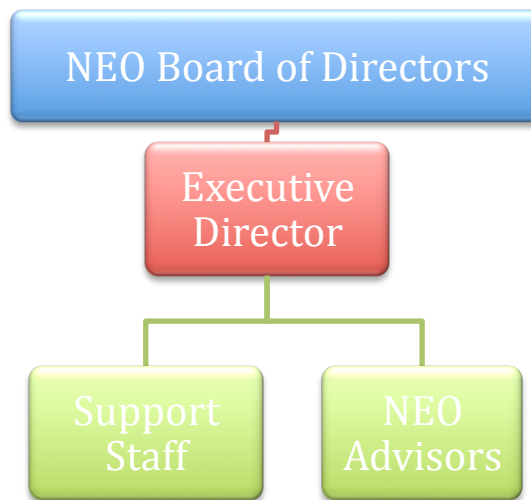 NEO Board of Directors
Executive
Director
Support
Staff
NEO
Advisors